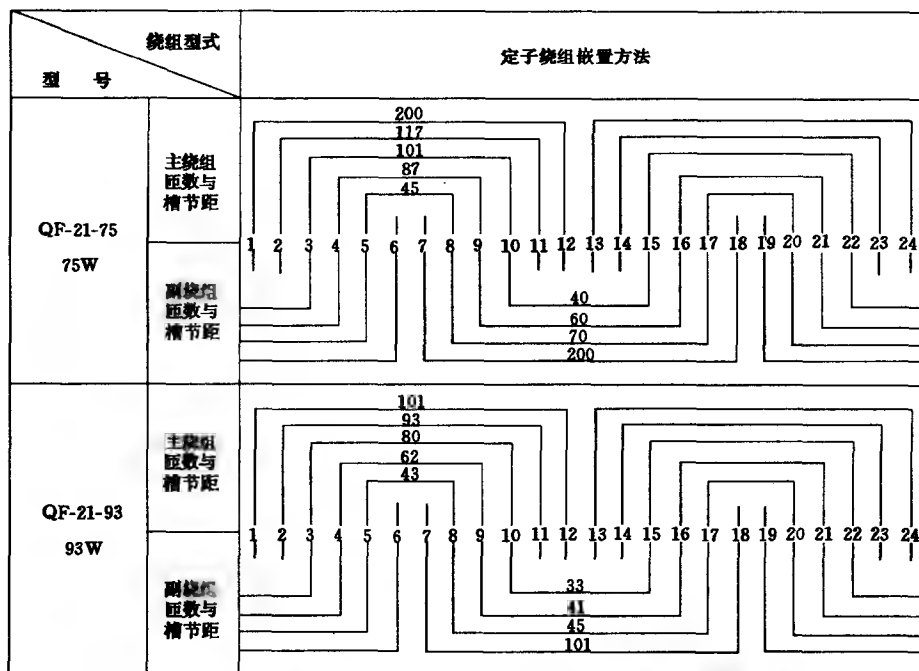 绕组型式
型 号
定子绕组嵌置方法
QF-21-75
75W
主绕组
匝数与
槽节距
200
117
101
87
45
1 2 3 4 5 6 7 8 9 10 11 12 13 14 15 16 17 18 19 20 21 22 23 24
副绕组
匝数与
槽节距
40
60
70
200
QF-21-93
93W
主绕组
匝数与
槽节距
101
93
80
62
43
1 2 3 4 5 6 7 8 9 10 11 12 13 14 15 16 17 18 19 20 21 22 23 24
副绕组
匝数与
槽节距
33
41
45
101